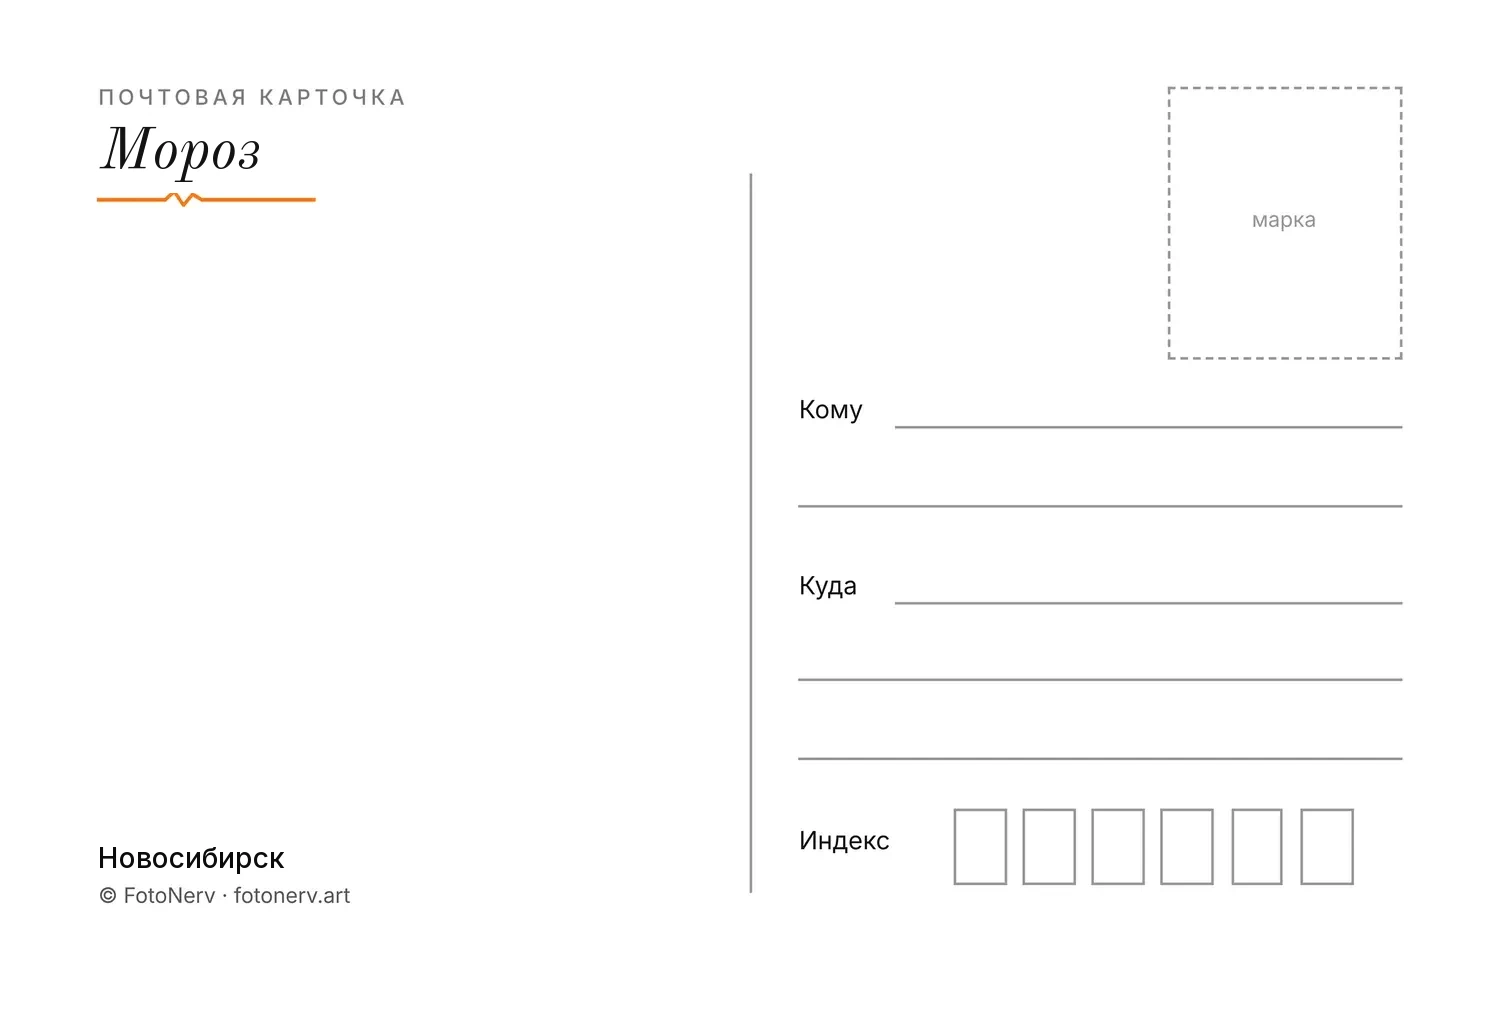 ПОЧТОВАЯ КАРТОЧКА
Мороз
марка
Кому
Куда
Индекс
Новосибирск
© FotoNerv · fotonerv.art